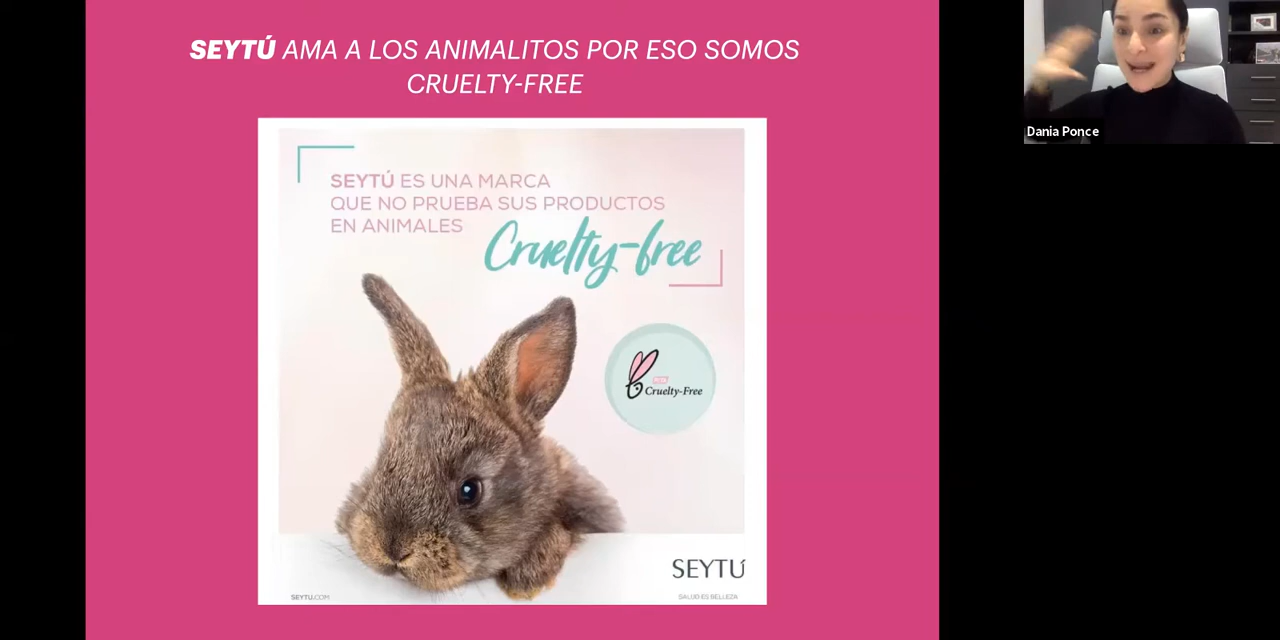 SEYTÚ AMA A LOS ANIMALITOS POR ESO SOMOS
CRUELTY-FREE
SEYTÚ ES UNA MARCA
QUE NO PRUEBA SUS PRODUCTOS
EN ANIMALES
Cruelty-free
Cruelty-Free
SEYTÚ
SEYTU.COM
SALUD ES BELLEZA
Dania Ponce